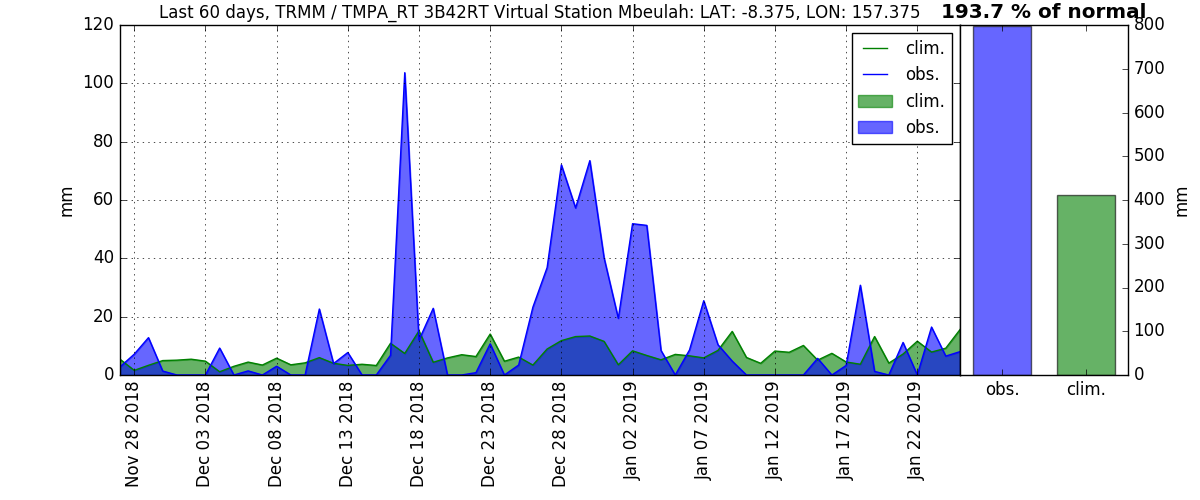 Last 60 days, TRMM / TMPA_RT 3B42RT Virtual Station Mbeulah: LAT: -8.375, LON: 157.375
193.7 % of normal
120
100
80
60
40
20
0
mm
clim.
obs.
clim.
obs.
800
700
600
500
400
300
200
100
0
mm
Nov 28 2018
Dec 03 2018
Dec 08 2018
Dec 13 2018
Dec 18 2018
Dec 23 2018
Dec 28 2018
Jan 02 2019
Jan 07 2019
Jan 12 2019
Jan 17 2019
Jan 22 2019
obs.
clim.